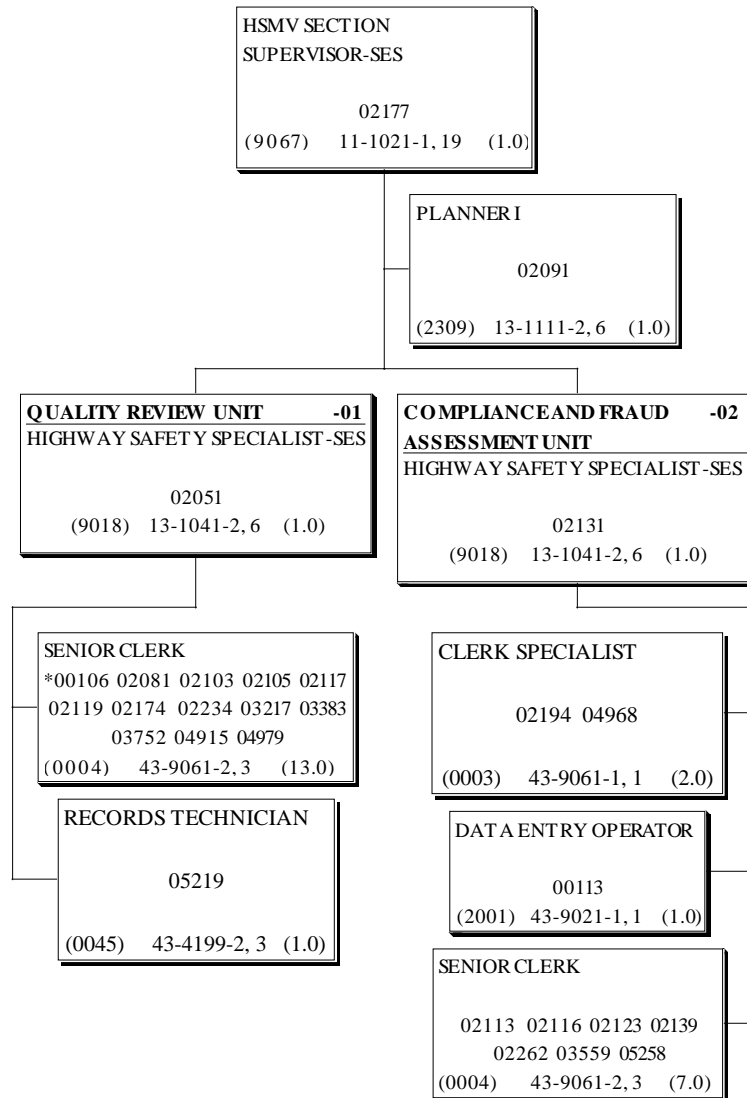 HSMV SECTION
SUPERVISOR-SES
02177
(9067) 11-1021-1, 19 (1.0)
PLANNER I
02091
(2309) 13-1111-2, 6 (1.0)
QUALITY REVIEW UNIT -01
HIGHWAY SAFETY SPECIALIST-SES
02051
(9018) 13-1041-2, 6 (1.0)
COMPLIANCE AND FRAUD -02
ASSESSMENT UNIT
HIGHWAY SAFETY SPECIALIST-SES
02131
(9018) 13-1041-2, 6 (1.0)
SENIOR CLERK
*00106 02081 02103 02105 02117
02119 02174 02234 03217 03383
03752 04915 04979
(0004) 43-9061-2, 3 (13.0)
RECORDS TECHNICIAN
05219
(0045) 43-4199-2, 3 (1.0)
CLERK SPECIALIST
02194 04968
(0003) 43-9061-1, 1 (2.0)
DATA ENTRY OPERATOR
00113
(2001) 43-9021-1, 1 (1.0)
SENIOR CLERK
02113 02116 02123 02139
02262 03559 05258
(0004) 43-9061-2, 3 (7.0)